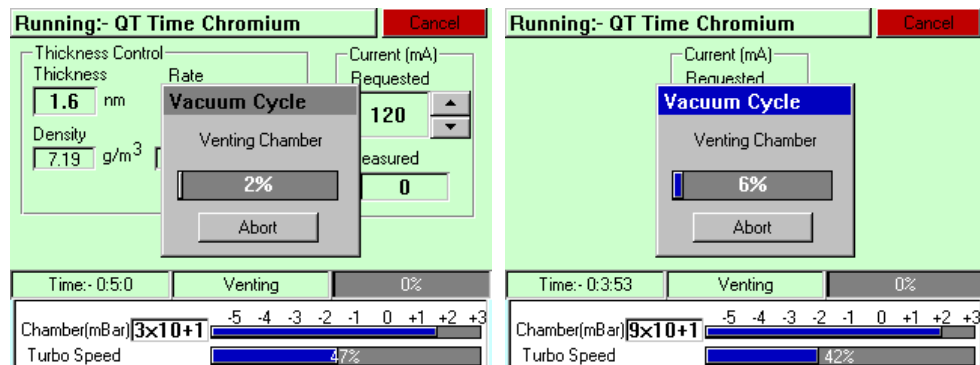 Running:- QT Time Chromium Cancel
Thickness Control Current (mA)
Thickness Rate Requested
1.6 nm Vacuum Cycle 120
Density Venting Chamber
7.19 g/m3 easured
2% 0
Abort
Time:- 0:5:0 Venting 0%
-5 -4 -3 -2 -1 0 +1 +2 +3
Chamber(mBar) 3x10+1
Turbo Speed 47%
Running:- QT Time Chromium Cancel
Current (mA)
Requested
Vacuum Cycle
Venting Chamber
6%
Abort
Time:- 0:3:53 Venting 0%
-5 -4 -3 -2 -1 0 +1 +2 +3
Chamber(mBar) 9x10+1
Turbo Speed 42%